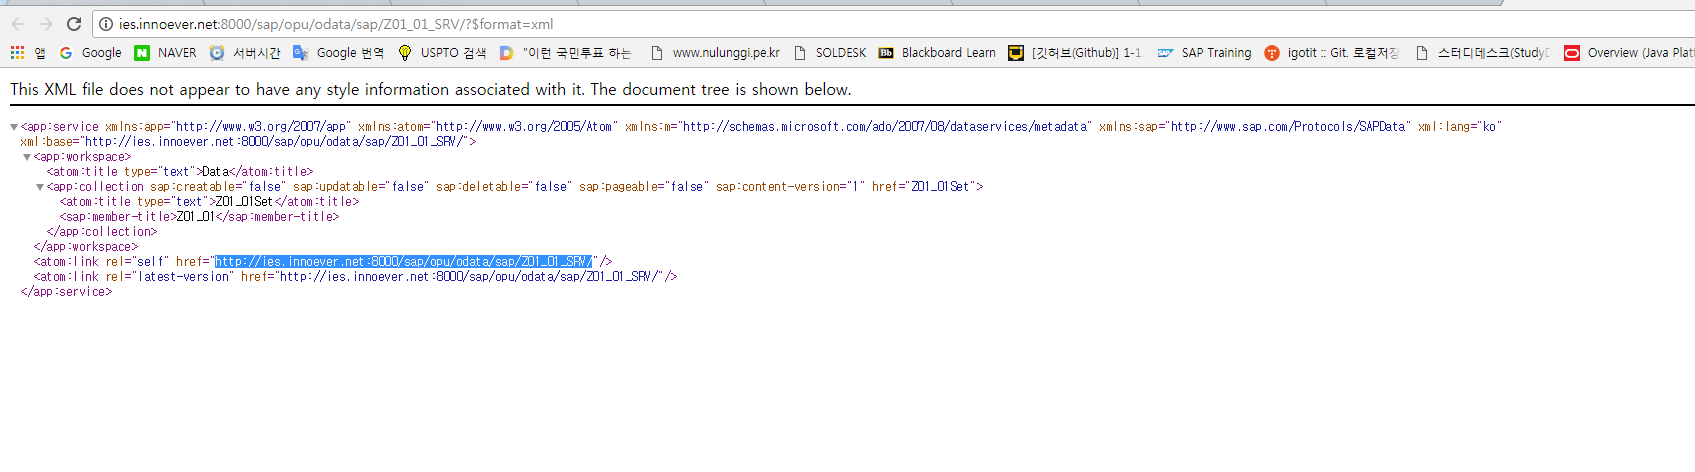 ies.innoever.net:8000/sap/opu/odata/sap/Z01_01_SRV/?$format=xml
앱 Google NAVER 서버시간 Google 번역 USPTO 검색 "이런 국민투표 하는 www.nulunggi.pe.kr SOLDESK Bb Blackboard Learn [깃허브(Github)] 1-1. SAP Training igotit :: Git. 로컬저장 스터디데스크(StudyD Overview (Java Platf
This XML file does not appear to have any style information associated with it. The document tree is shown below.
<app:service xmlns:app="http://www.w3.org/2007/app" xmlns:atom="http://www.w3.org/2005/Atom" xmlns:m="http://schemas.microsoft.com/ado/2007/08/dataservices/metadata" xmlns:sap="http://www.sap.com/Protocols/SAPData" xml:lang="ko"
xml:base="http://ies.innoever.net:8000/sap/opu/odata/sap/Z01_01_SRV/">
<app:workspace>
<atom:title type="text">Data</atom:title>
<app:collection sap:creatable="false" sap:updatable="false" sap:deletable="false" sap:pageable="false" sap:content-version="1" href="Z01_01Set">
<atom:title type="text">Z01_01Set</atom:title>
<sap:member-title>Z01_01</sap:member-title>
</app:collection>
</app:workspace>
<atom:link rel="self" href="http://ies.innoever.net:8000/sap/opu/odata/sap/Z01_01_SRV/"/>
<atom:link rel="latest-version" href="http://ies.innoever.net:8000/sap/opu/odata/sap/Z01_01_SRV/"/>
</app:service>